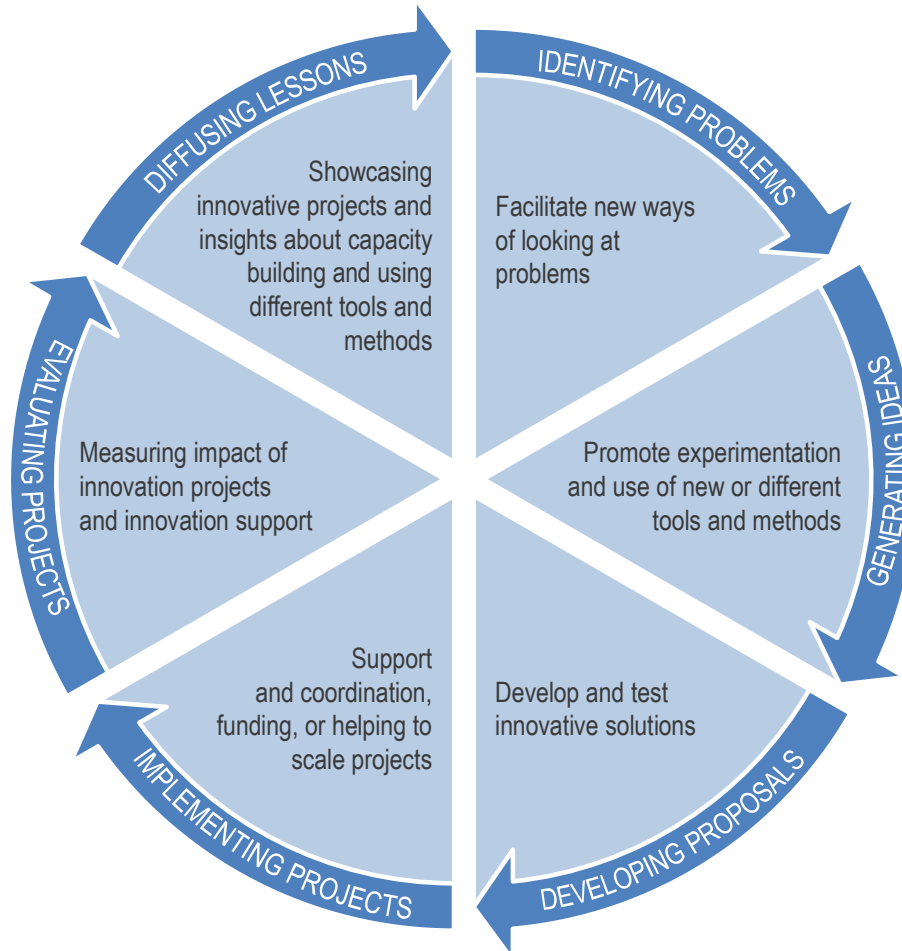 IDENTIFYING PROBLEMS
Facilitate new ways
of looking at
problems
GENERATING IDEAS
Promote experimentation
and use of new or different
tools and methods
DEVELOPING PROPOSALS
Develop and test
innovative solutions
IMPLEMENTING PROJECTS
Support
and coordination,
funding, or helping to
scale projects
EVALUATING PROJECTS
Measuring impact of
innovation projects
and innovation support
DIFFUSING LESSONS
Showcasing
innovative projects and
insights about capacity
building and using
different tools and
methods